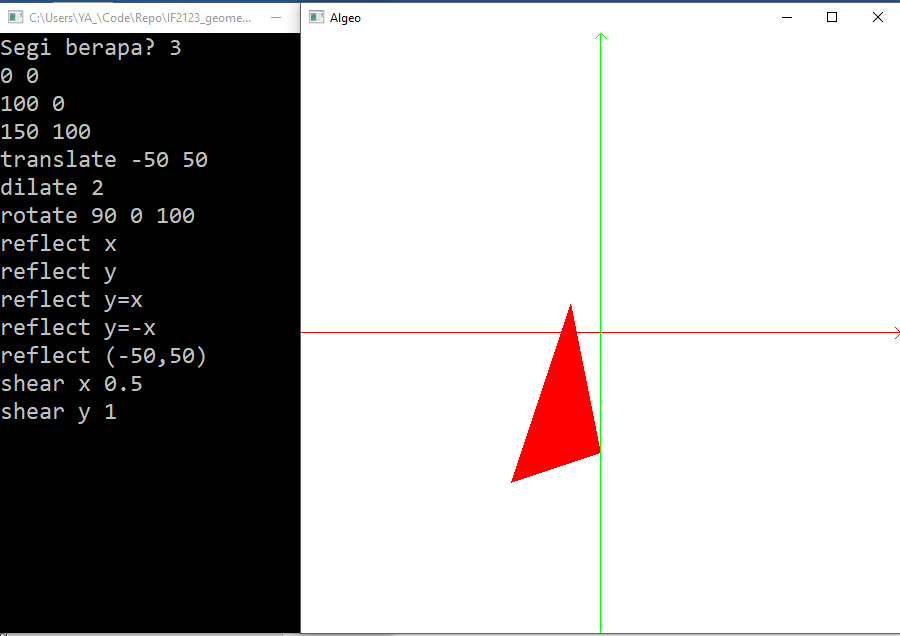 C:\Users\YA_\Code\Repo\IF2123_geome...
Algeo
Segi berapa? 3
0 0
100 0
150 100
translate -50 50
dilate 2
rotate 90 0 100
reflect x
reflect y
reflect y=x
reflect y=-x
reflect (-50,50)
shear x 0.5
shear y 1